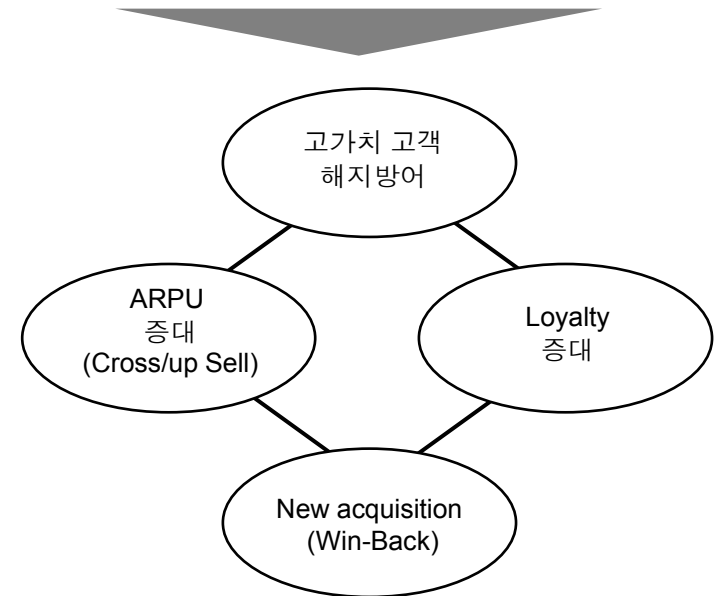 고가치 고객
해지방어
ARPU
증대
(Cross/up Sell)
Loyalty
증대
New acquisition
(Win-Back)